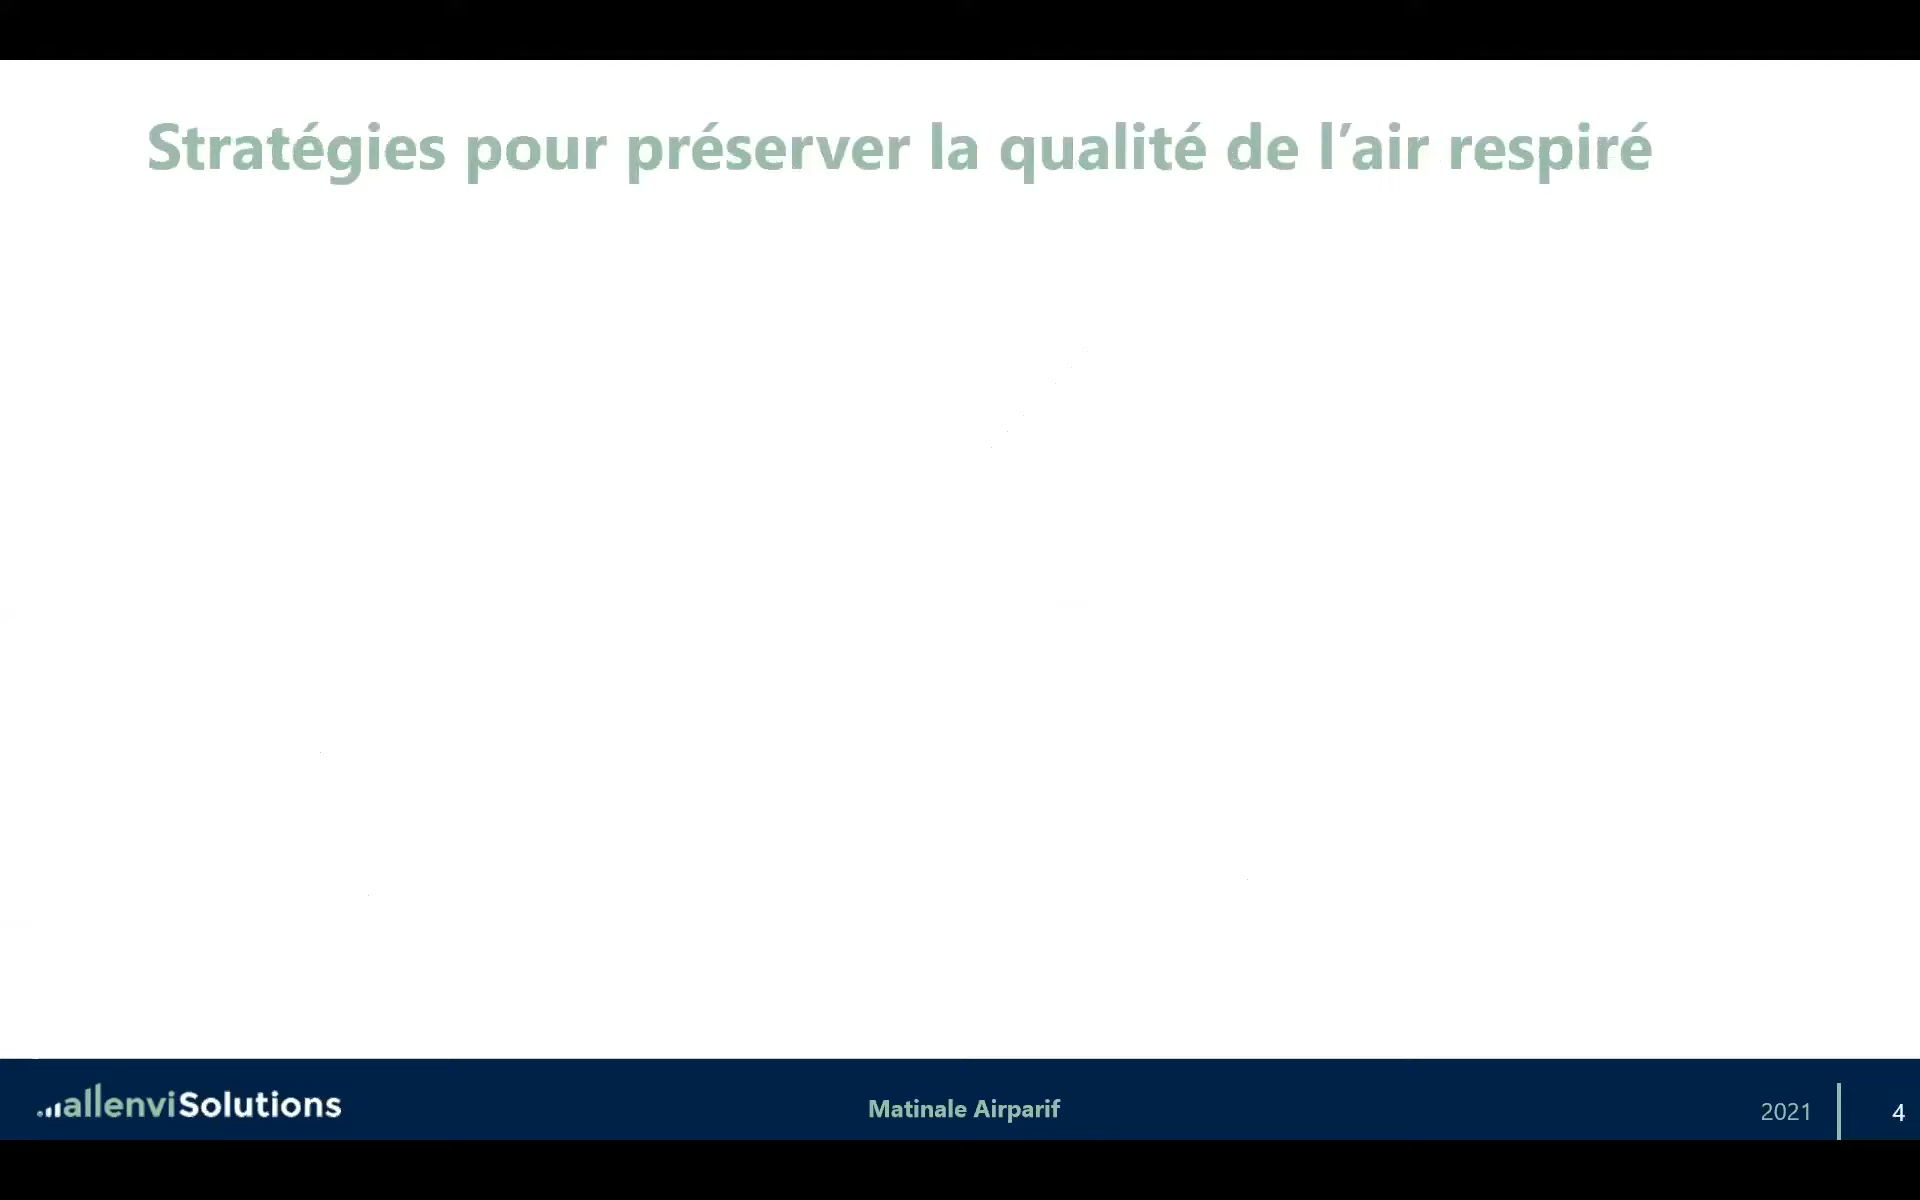 Stratégies pour préserver la qualité de l’air respiré
allenviSolutions
Matinale Airparif
2021
4